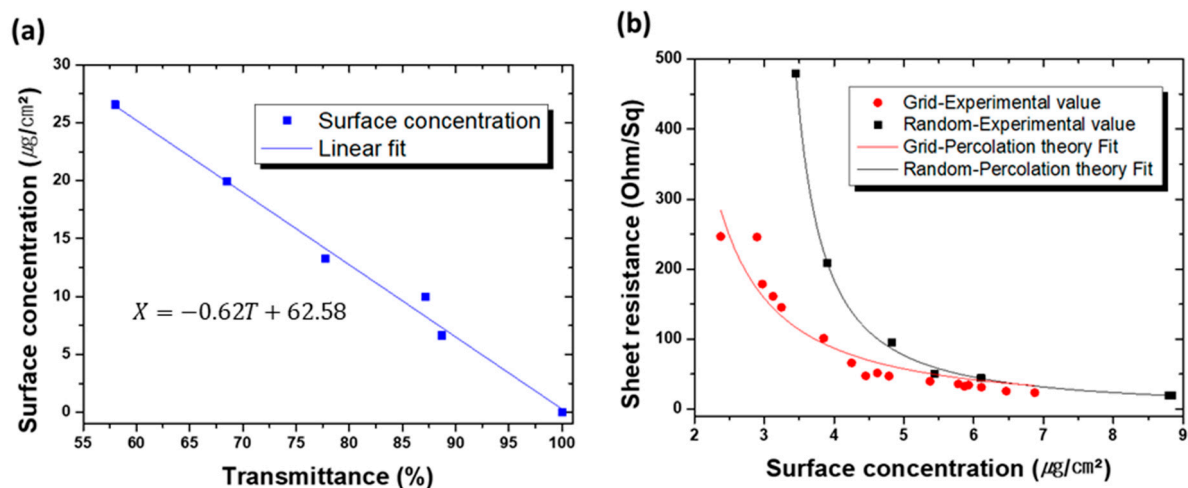 (a)
30
25
20
15
10
5
0
Surface concentration (㎍/㎠)
Surface concentration
Linear fit
X = −0.62T + 62.58
55 60 65 70 75 80 85 90 95 100
Transmittance (%)
(b)
500
400
300
200
100
0
Sheet resistance (Ohm/Sq)
Grid-Experimental value
Random-Experimental value
Grid-Percolation theory Fit
Random-Percolation theory Fit
2 3 4 5 6 7 8 9
Surface concentration (㎍/㎠)